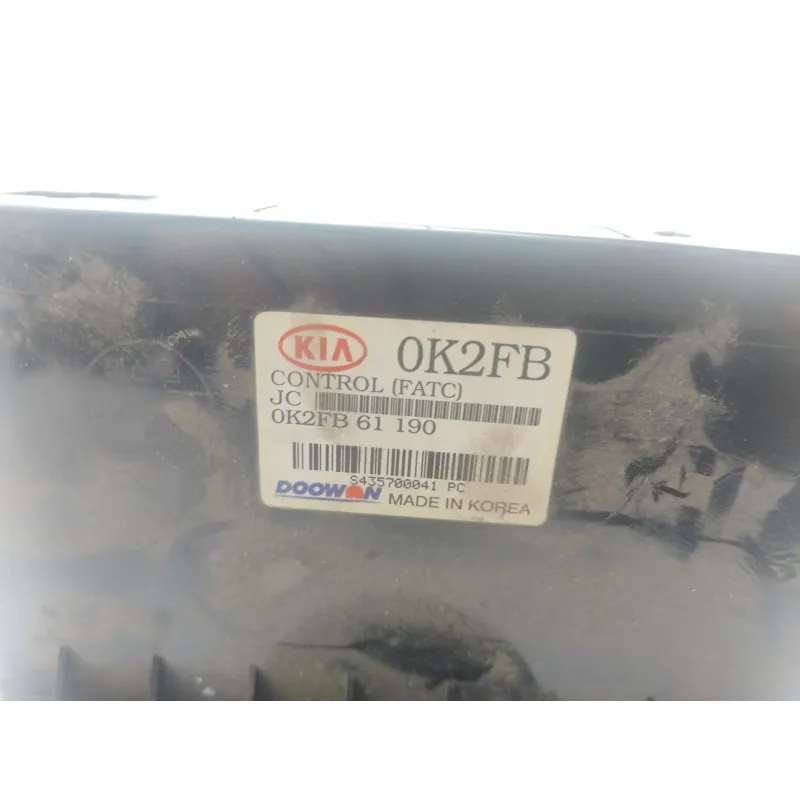 KIA 0K2FB
CONTROL (FATC)
JC
0K2FB 61 190
S435700041 PC
DOOWON MADE IN KOREA